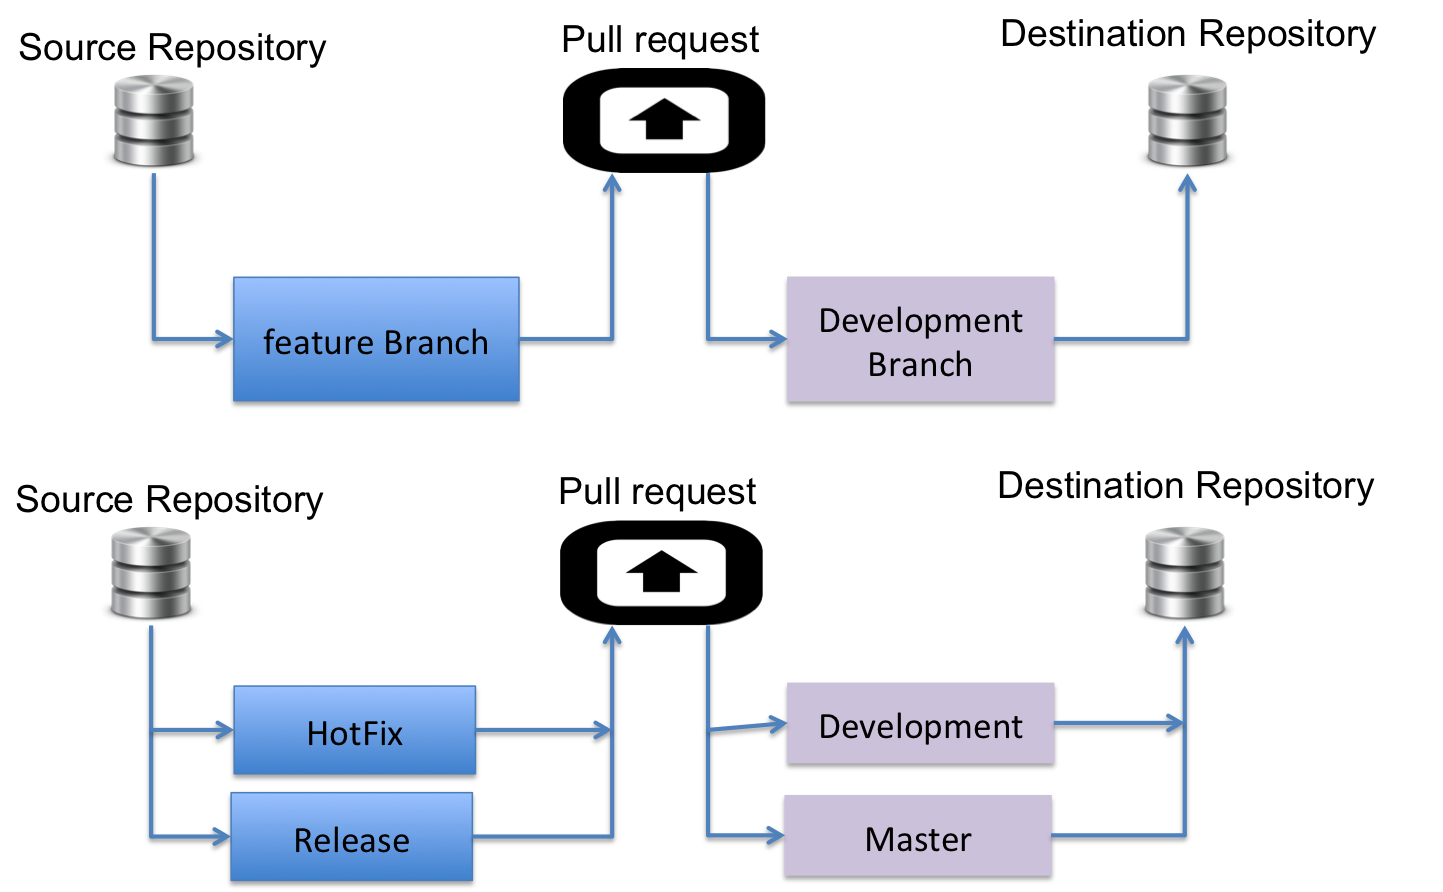 Source Repository
Pull request
Destination Repository
feature Branch
Development
Branch
Source Repository
Pull request
Destination Repository
HotFix
Development
Release
Master